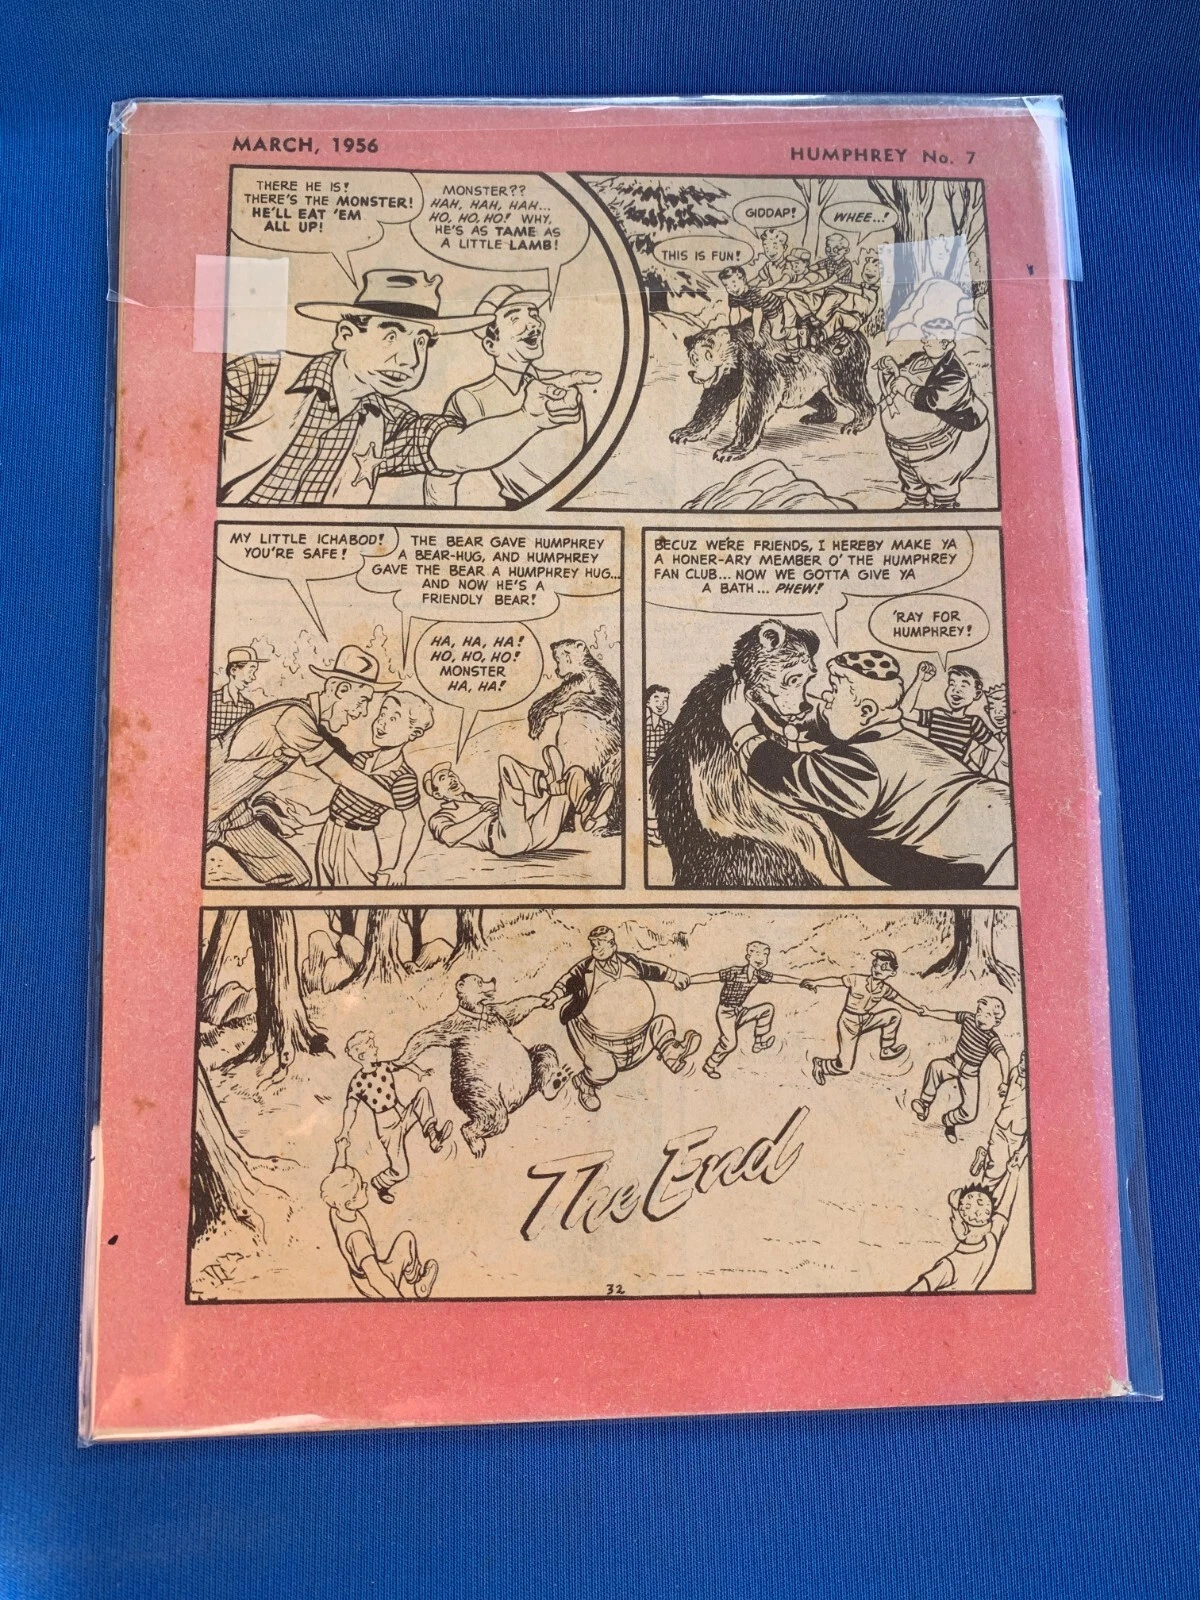 MARCH, 1956
HUMPHREY No. 7
THERE HE IS!
THERE'S THE MONSTER!
HE'LL EAT 'EM
ALL UP!
MONSTER??
HAH, HAH, HAH...
HO, HO, HO! WHY,
HE'S AS TAME AS
A LITTLE LAMB!
THIS IS FUN!
GIDDAP!
WHEE..!
MY LITTLE ICHABOD!
YOU'RE SAFE!
THE BEAR GAVE HUMPHREY
A BEAR-HUG, AND HUMPHREY
GAVE THE BEAR A HUMPHREY HUG...
AND NOW HE'S A
FRIENDLY BEAR!
HA, HA, HA!
HO, HO, HO!
MONSTER
HA, HA!
BECUZ WE'RE FRIENDS, I HEREBY MAKE YA
A HONER-ARY MEMBER O' THE HUMPHREY
FAN CLUB... NOW WE GOTTA GIVE YA
A BATH... PHEW!
'RAY FOR
HUMPHREY!
The End
32